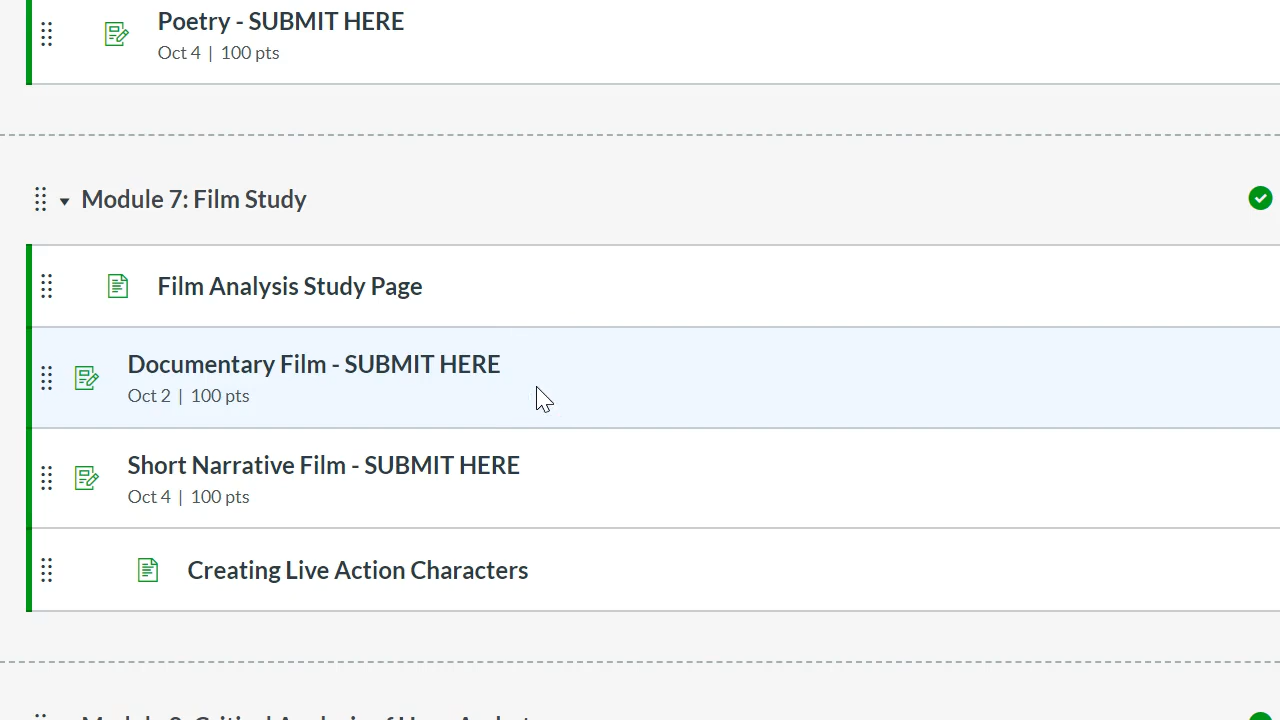 Poetry - SUBMIT HERE
Oct 4 | 100 pts
Module 7: Film Study
Film Analysis Study Page
Documentary Film - SUBMIT HERE
Oct 2 | 100 pts
Short Narrative Film - SUBMIT HERE
Oct 4 | 100 pts
Creating Live Action Characters